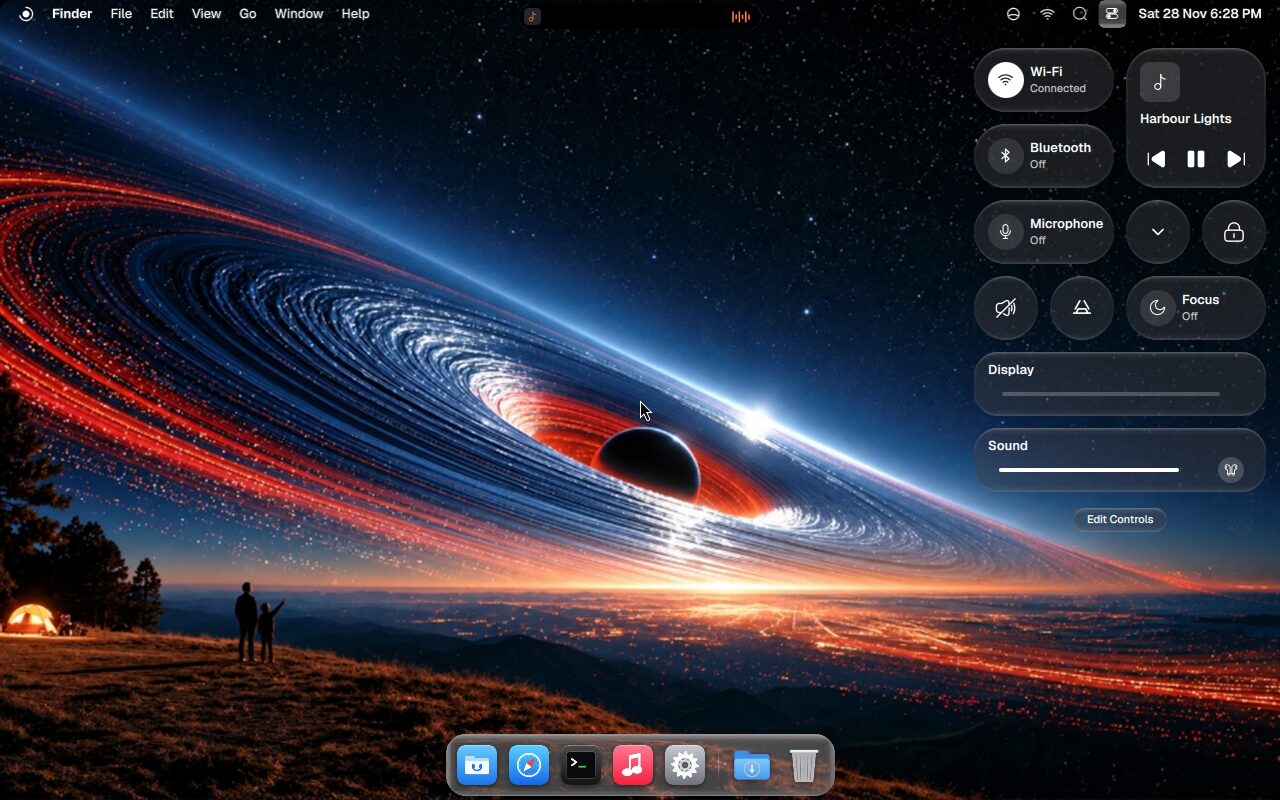 Finder File Edit View Go Window Help
Sat 28 Nov 6:28 PM
Wi-Fi
Connected
Harbour Lights
Bluetooth
Off
Microphone
Off
Focus
Off
Display
Sound
Edit Controls